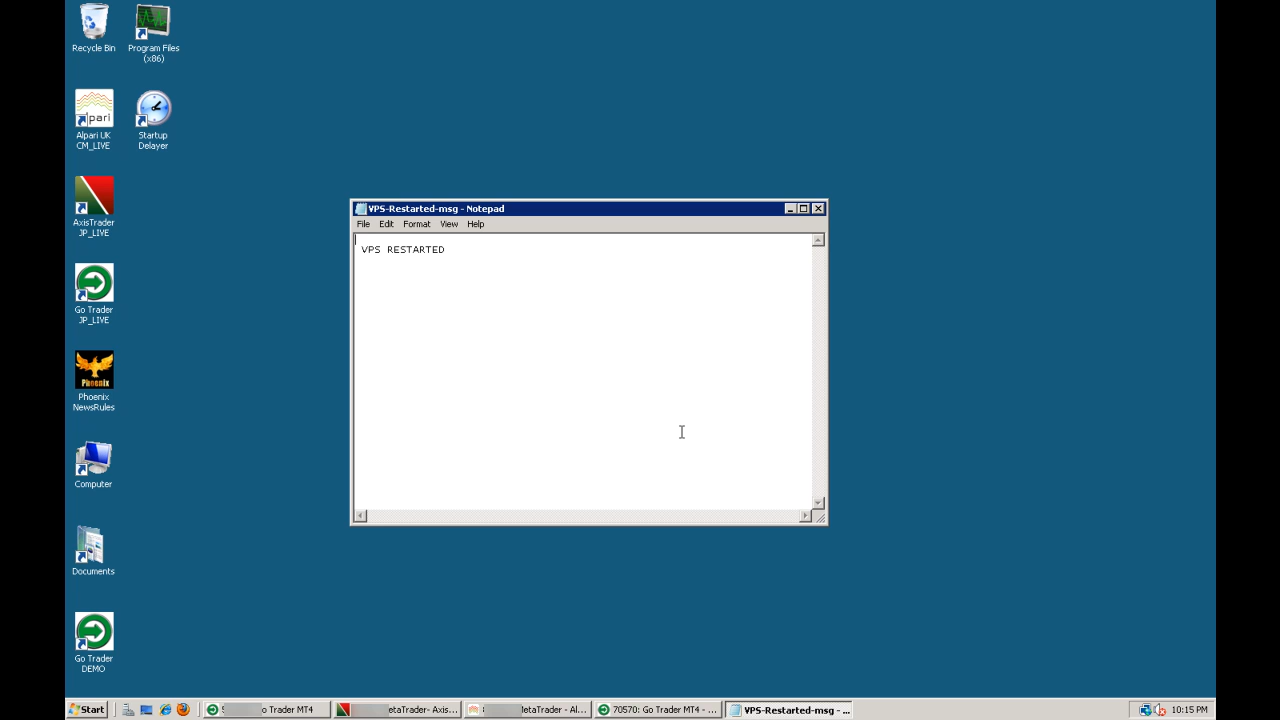 Recycle Bin
Program Files
(x86)
lpari
Alpari UK
CM_LIVE
Startup
Delayer
AxisTrader
JP_LIVE
Go Trader
JP_LIVE
Phoenix
Phoenix
NewsRules
Computer
Documents
Go Trader
DEMO
VPS-Restarted-msg - Notepad
File Edit Format View Help
VPS RESTARTED
Start
o Trader MT4
etaTrader- Axis...
etaTrader - Al...
70570: Go Trader MT4 - ...
VPS-Restarted-msg - ...
10:15 PM